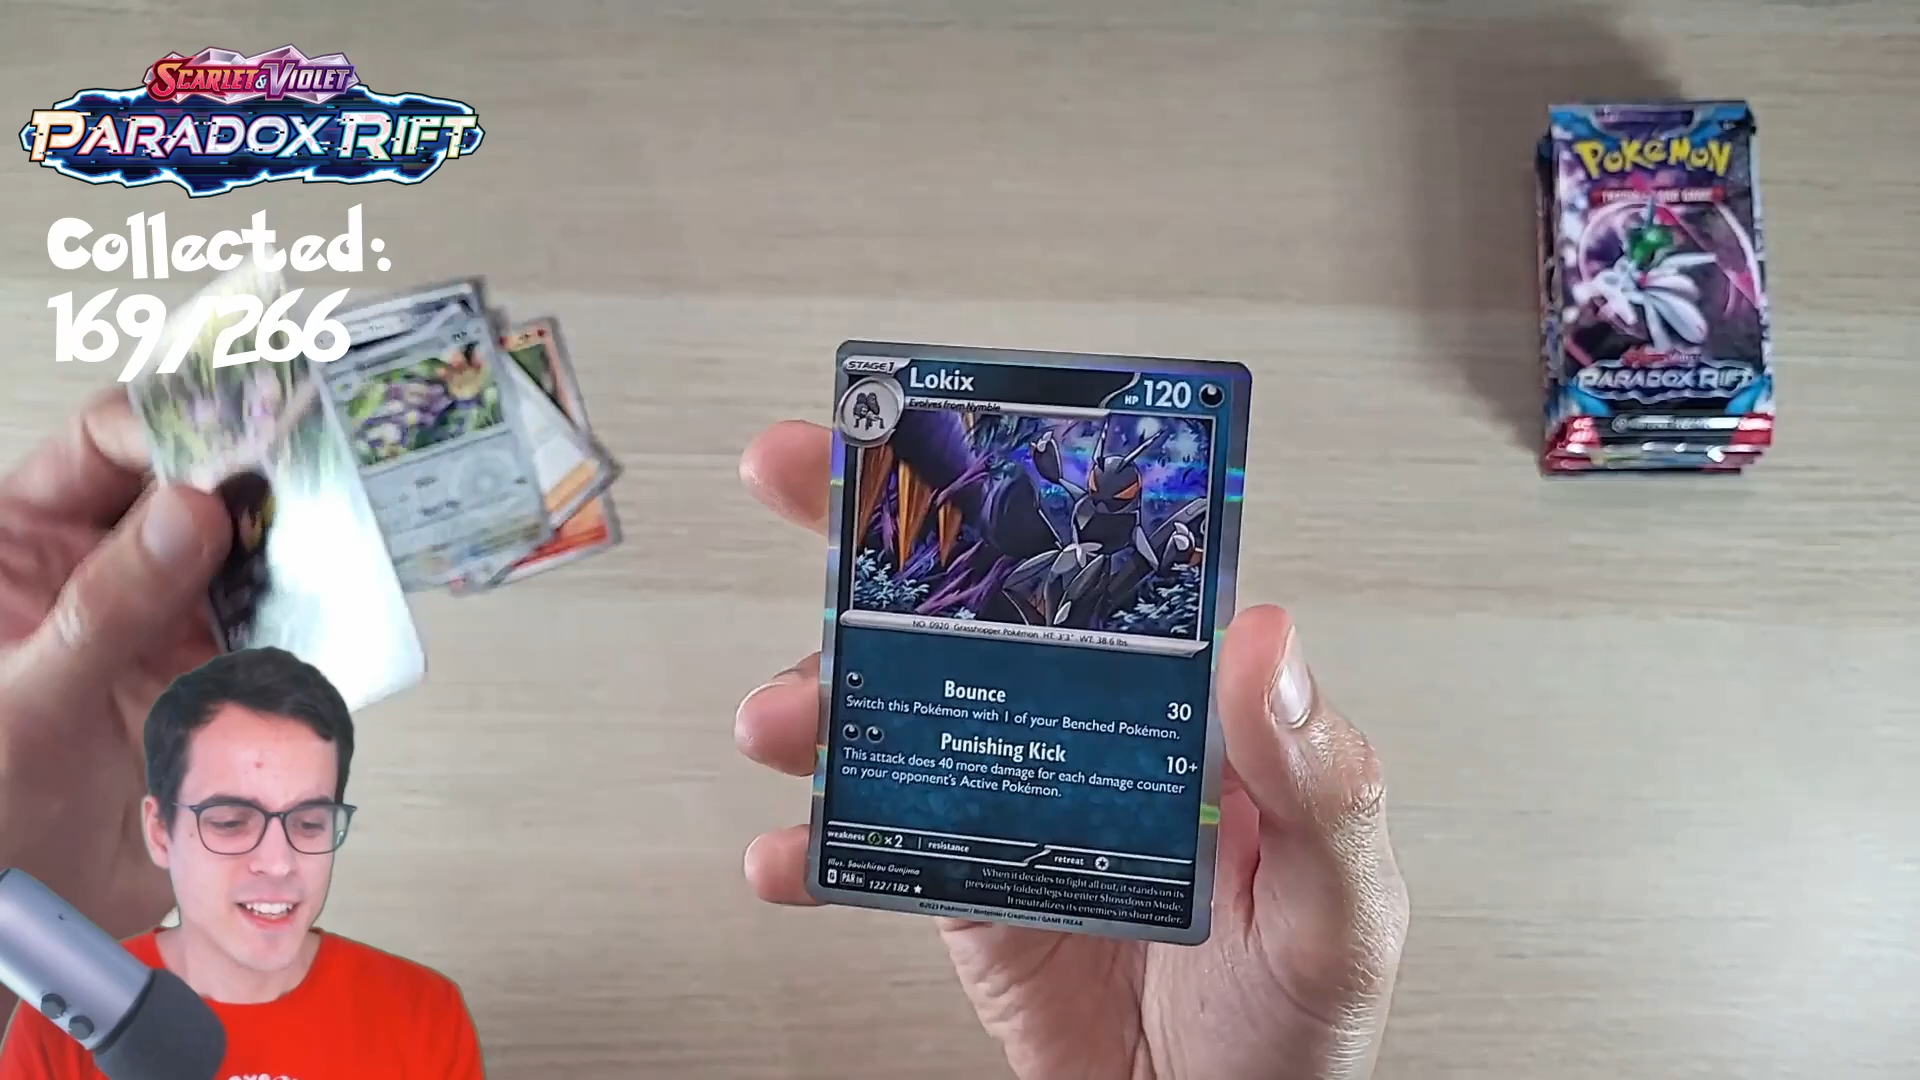 SCARLET & VIOLET
PARADOX RIFT
Collected:
169/266
POKéMON
TRADING CARD GAME
PARADOX RIFT
STAGE 1
Lokix
HP 120
Evolves from Nymble
NO. 0920 Grasshopper Pokémon HT: 3'3" WT: 38.6 lbs.
Bounce
30
Switch this Pokémon with 1 of your Benched Pokémon.
Punishing Kick
10+
This attack does 40 more damage for each damage counter
on your opponent's Active Pokémon.
weakness ×2
resistance
retreat
Illus. Souichirou Gunjima
G PAR EN 122/182 ★
When it decides to fight all out, it stands on its
previously folded legs to enter Showdown Mode.
It neutralizes its enemies in short order.
©2023 Pokémon / Nintendo / Creatures / GAME FREAK